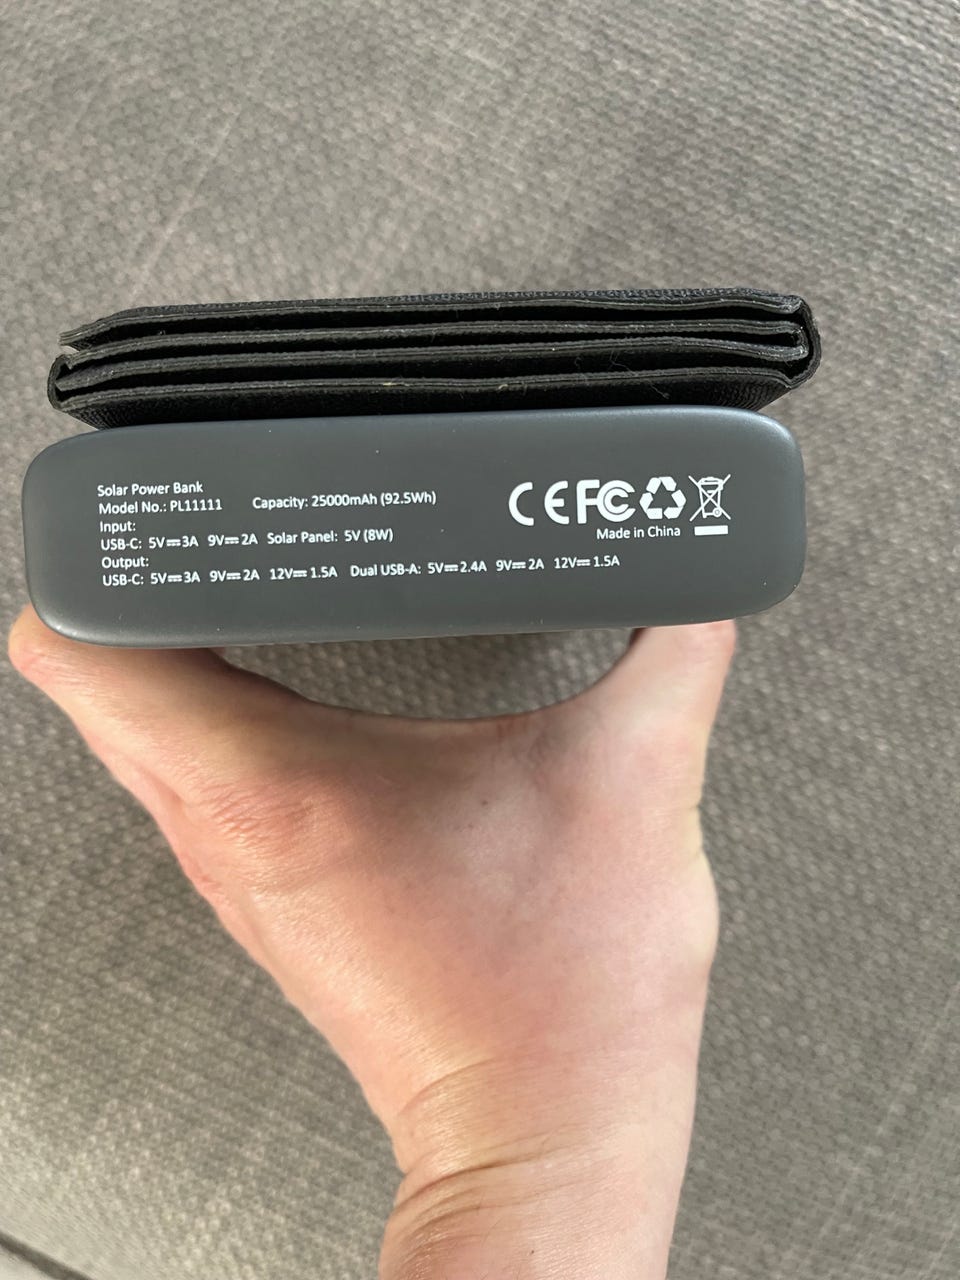 Solar Power Bank
Model No.: PL11111 Capacity: 25000mAh (92.5Wh)
Input:
USB-C: 5V⎓3A 9V⎓2A Solar Panel: 5V (8W)
Output:
USB-C: 5V⎓3A 9V⎓2A 12V⎓1.5A Dual USB-A: 5V⎓2.4A 9V⎓2A 12V⎓1.5A
CE FC
Made in China